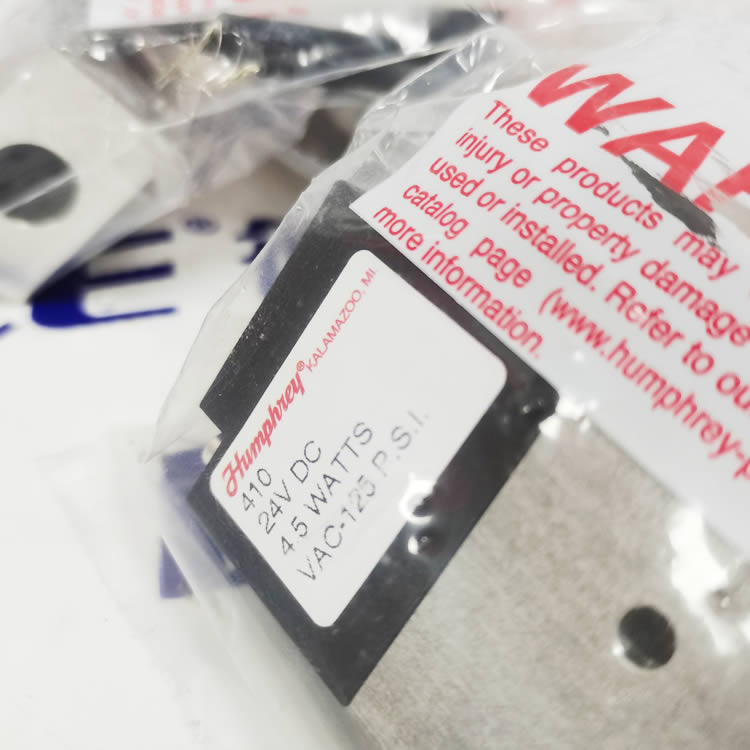 These products may
injury or property damage
used or installed. Refer to ou
catalog page (www.humphrey-p
more information.
Humphrey® KALAMAZOO, MI
410
24V DC
4.5 WATTS
VAC-125 P.S.I.